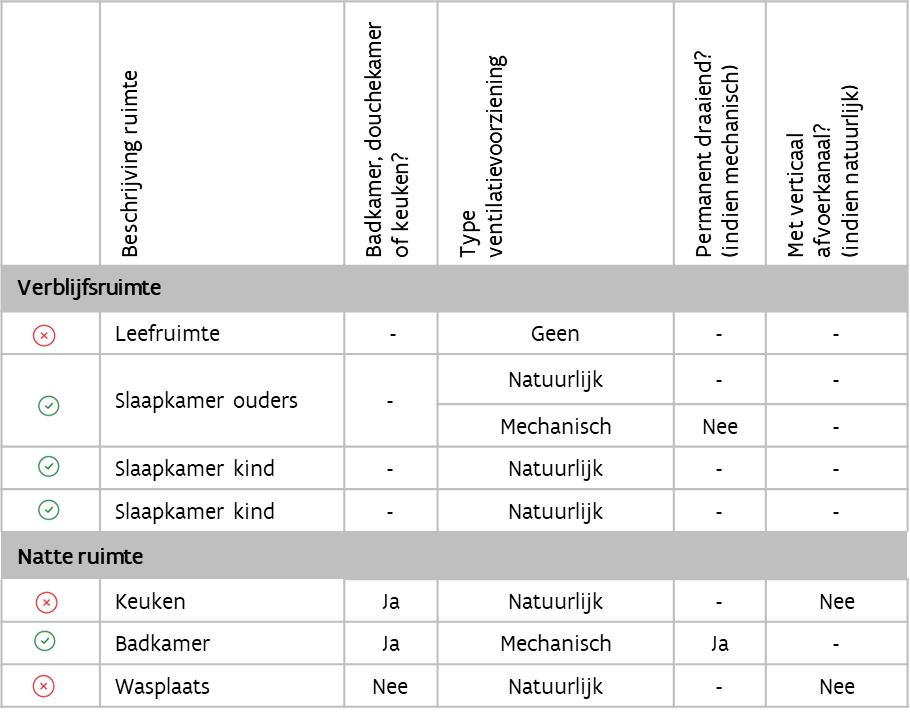 Beschrijving ruimte
Badkamer, douchekamer
of keuken?
Type
ventilatievoorziening
Permanent draaiend?
(indien mechanisch)
Met verticaal
afvoerkanaal?
(indien natuurlijk)
Verblijfsruimte
Leefruimte - Geen - -
Slaapkamer ouders - Natuurlijk - -
Mechanisch Nee -
Slaapkamer kind - Natuurlijk - -
Slaapkamer kind - Natuurlijk - -
Natte ruimte
Keuken Ja Natuurlijk - Nee
Badkamer Ja Mechanisch Ja -
Wasplaats Nee Natuurlijk - Nee